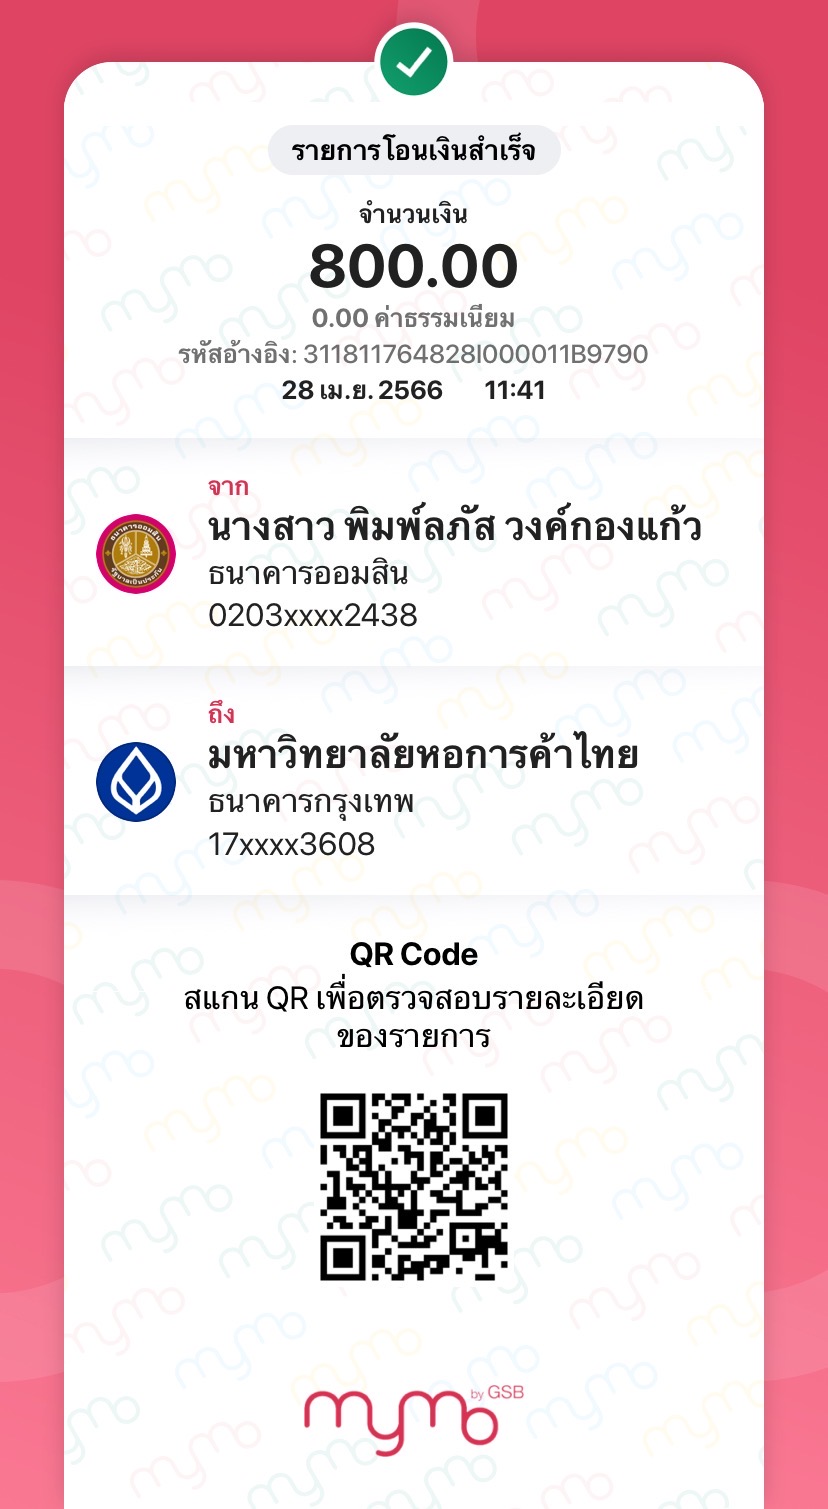 รายการโอนเงินสำเร็จ
จำนวนเงิน
800.00
0.00 ค่าธรรมเนียม
รหัสอ้างอิง: 311811764828I000011B9790
28 เม.ย. 2566 11:41
จาก
นางสาว พิมพ์ลภัส วงค์กองแก้ว
ธนาคารออมสิน
0203xxxx2438
ถึง
มหาวิทยาลัยหอการค้าไทย
ธนาคารกรุงเทพ
17xxxx3608
QR Code
สแกน QR เพื่อตรวจสอบรายละเอียด
ของรายการ
mymo by GSB